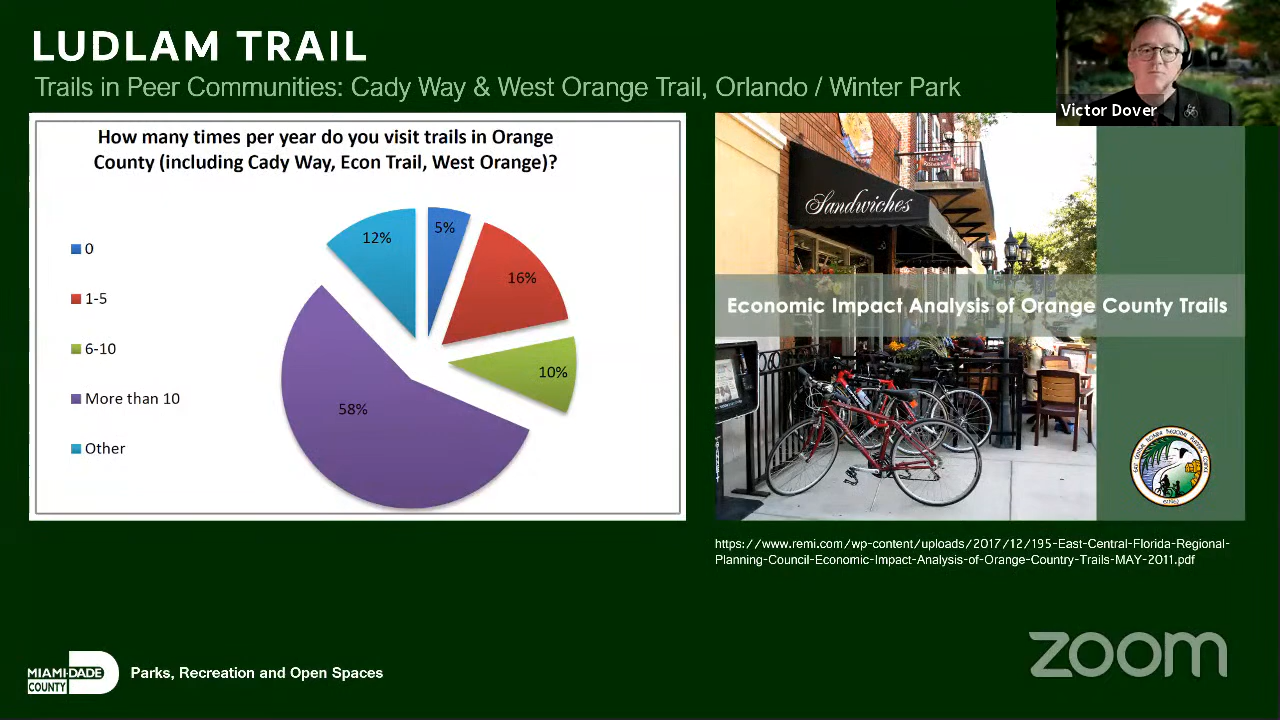 LUDLAM TRAIL
Trails in Peer Communities: Cady Way & West Orange Trail, Orlando / Winter Park
Victor Dover
How many times per year do you visit trails in Orange
County (including Cady Way, Econ Trail, West Orange)?
0
1-5
6-10
More than 10
Other
12%
5%
16%
10%
58%
Sandwiches
Economic Impact Analysis of Orange County Trails
https://www.remi.com/wp-content/uploads/2017/12/195-East-Central-Florida-Regional-
Planning-Council-Economic-Impact-Analysis-of-Orange-Country-Trails-MAY-2011.pdf
MIAMI-DADE
COUNTY
Parks, Recreation and Open Spaces
zoom